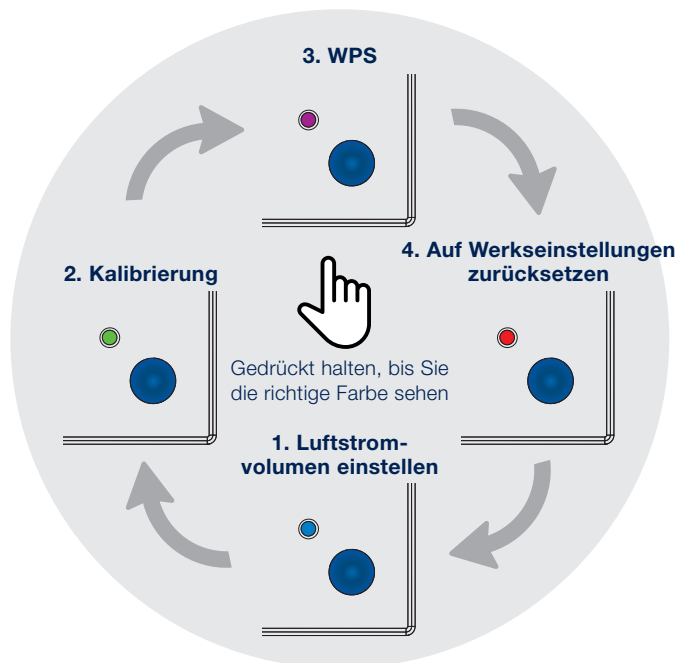 3. WPS
4. Auf Werkseinstellungen
zurücksetzen
2. Kalibrierung
Gedrückt halten, bis Sie
die richtige Farbe sehen
1. Luftstrom-
volumen einstellen